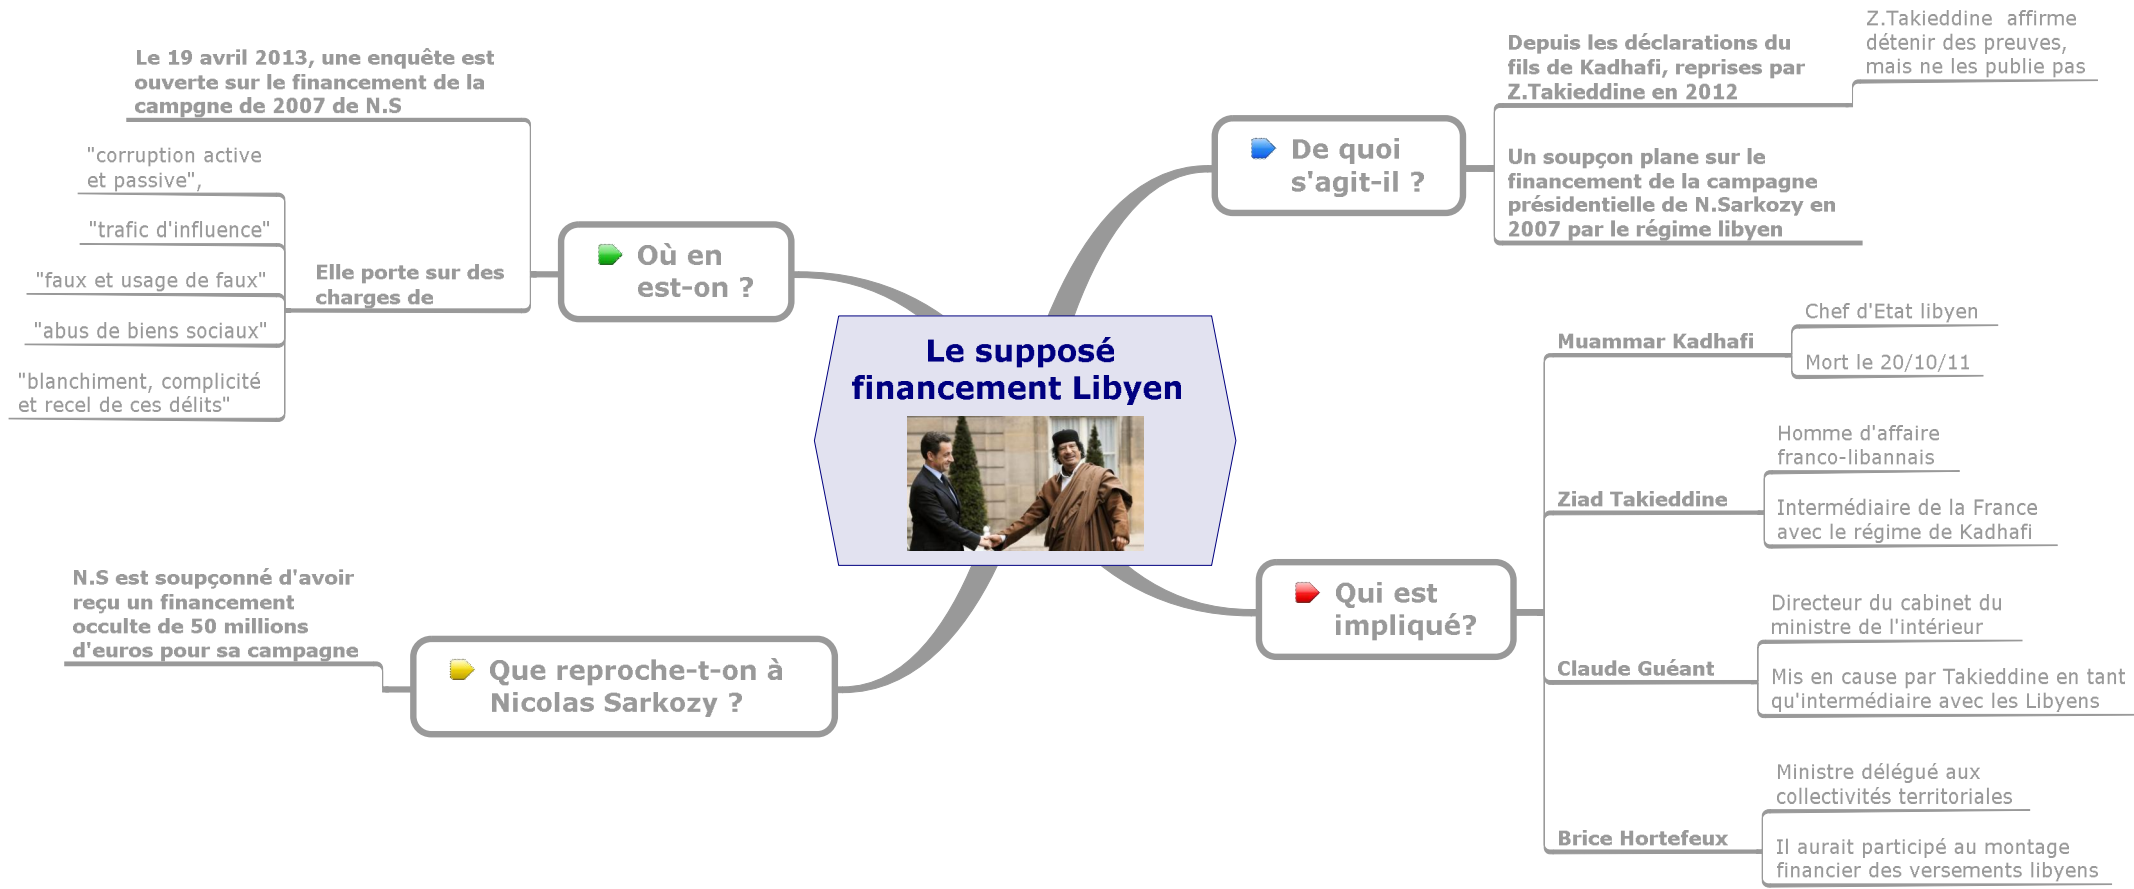 Le supposé
financement Libyen
De quoi
s'agit-il ?
Depuis les déclarations du
fils de Kadhafi, reprises par
Z.Takieddine en 2012
Z.Takieddine  affirme
détenir des preuves,
mais ne les publie pas
Un soupçon plane sur le
financement de la campagne
présidentielle de N.Sarkozy en
2007 par le régime libyen
Qui est
impliqué?
Muammar Kadhafi
Chef d'Etat libyen
Mort le 20/10/11
Ziad Takieddine
Homme d'affaire
franco-libannais
Intermédiaire de la France
avec le régime de Kadhafi
Claude Guéant
Directeur du cabinet du
ministre de l'intérieur
Mis en cause par Takieddine en tant
qu'intermédiaire avec les Libyens
Brice Hortefeux
Ministre délégué aux
collectivités territoriales
Il aurait participé au montage
financier des versements libyens
Que reproche-t-on à
Nicolas Sarkozy ?
N.S est soupçonné d'avoir
reçu un financement
occulte de 50 millions
d'euros pour sa campagne
Où en
est-on ?
Le 19 avril 2013, une enquête est
ouverte sur le financement de la
campgne de 2007 de N.S
Elle porte sur des
charges de
"corruption active
et passive",
"trafic d'influence"
"faux et usage de faux"
"abus de biens sociaux"
"blanchiment, complicité
et recel de ces délits"